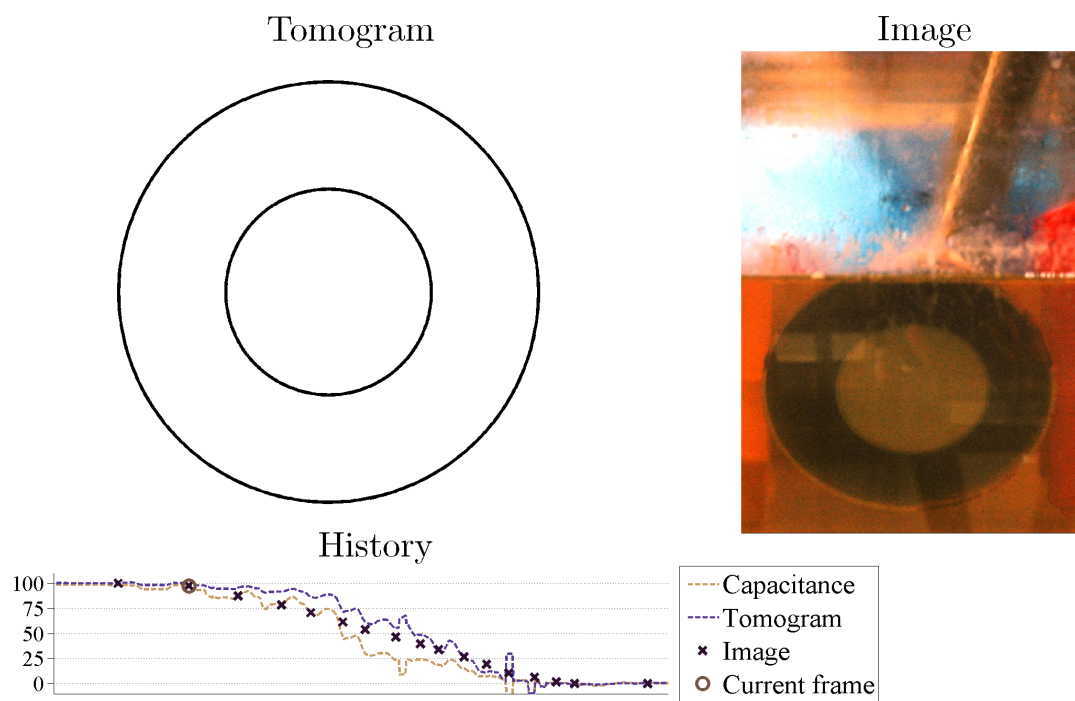 Tomogram
Image
History
100
75
50
25
0
Capacitance
Tomogram
Image
Current frame